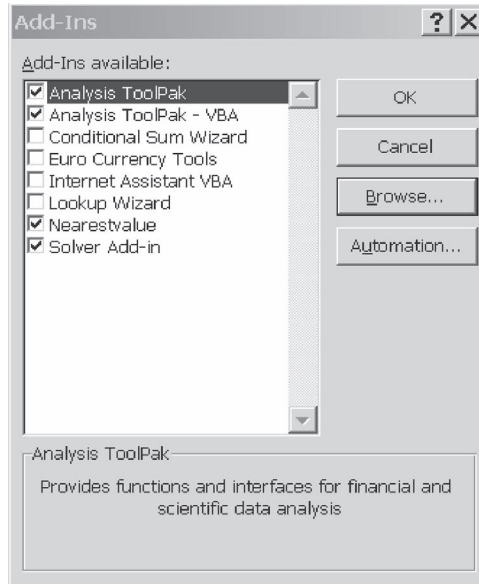 Add-Ins
Add-Ins available:
Analysis ToolPak
Analysis ToolPak - VBA
Conditional Sum Wizard
Euro Currency Tools
Internet Assistant VBA
Lookup Wizard
Nearestvalue
Solver Add-in
OK
Cancel
Browse...
Automation...
Analysis ToolPak
Provides functions and interfaces for financial and
scientific data analysis